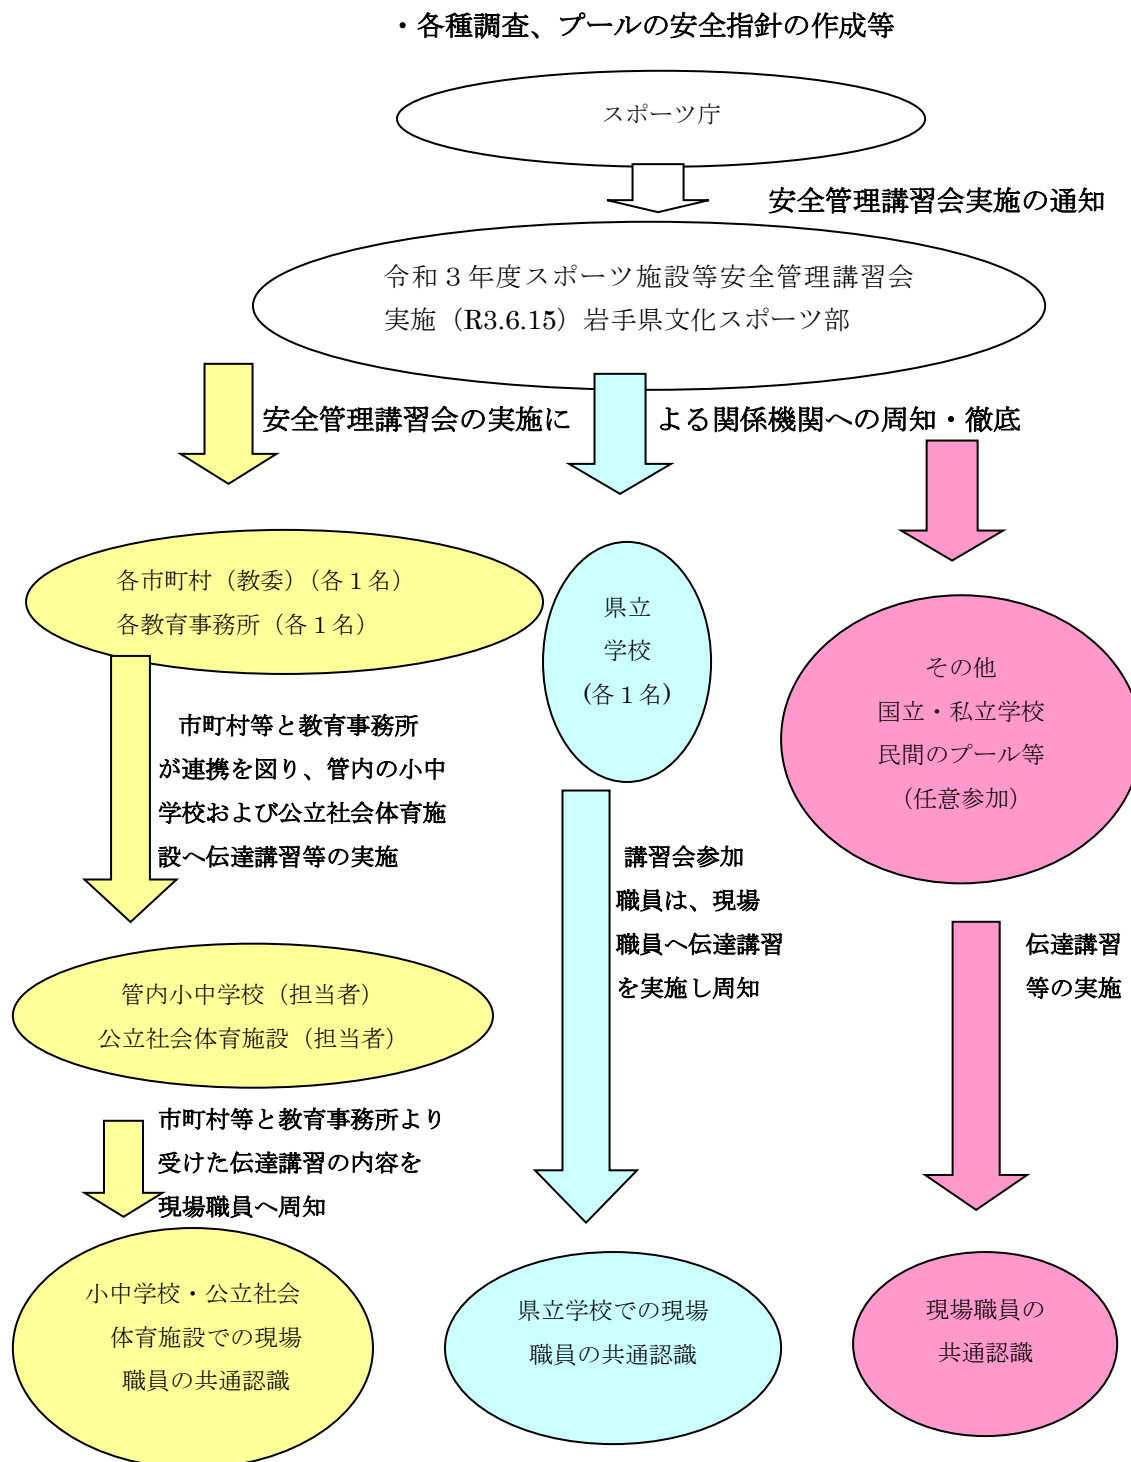 ・各種調査、プールの安全指針の作成等
スポーツ庁
安全管理講習会実施の通知
令和３年度スポーツ施設等安全管理講習会
実施（R3.6.15）岩手県文化スポーツ部
安全管理講習会の実施に
よる関係機関への周知・徹底
各市町村（教委）（各１名）
各教育事務所（各１名）
県立
学校
(各１名)
その他
国立・私立学校
民間のプール等
（任意参加）
市町村等と教育事務所
が連携を図り、管内の小中
学校および公立社会体育施
設へ伝達講習等の実施
講習会参加
職員は、現場
職員へ伝達講習
を実施し周知
伝達講習
等の実施
管内小中学校（担当者）
公立社会体育施設（担当者）
市町村等と教育事務所より
受けた伝達講習の内容を
現場職員へ周知
小中学校・公立社会
体育施設での現場
職員の共通認識
県立学校での現場
職員の共通認識
現場職員の
共通認識